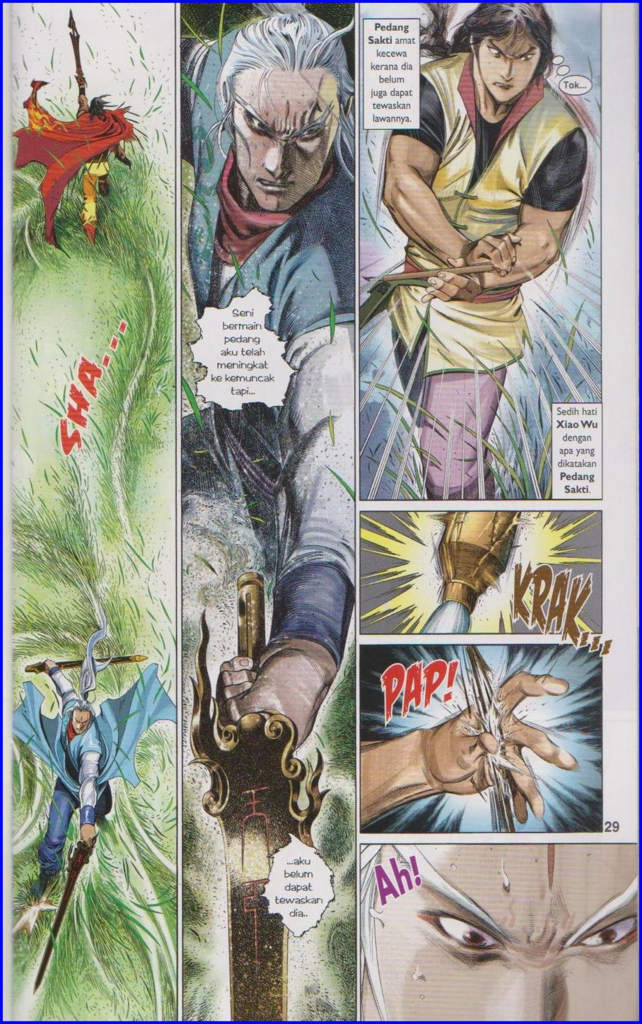 SHA...
Seni
bermain
pedang
aku telah
meningkat
ke kemuncak
tapi...
...aku
belum
dapat
tewaskan
dia..
Pedang
Sakti amat
kecewa
kerana dia
belum
juga dapat
tewaskan
lawannya.
Tok...
Sedih hati
Xiao Wu
dengan
apa yang
dikatakan
Pedang
Sakti.
KRAKzzz
PAP!
29
Ah!